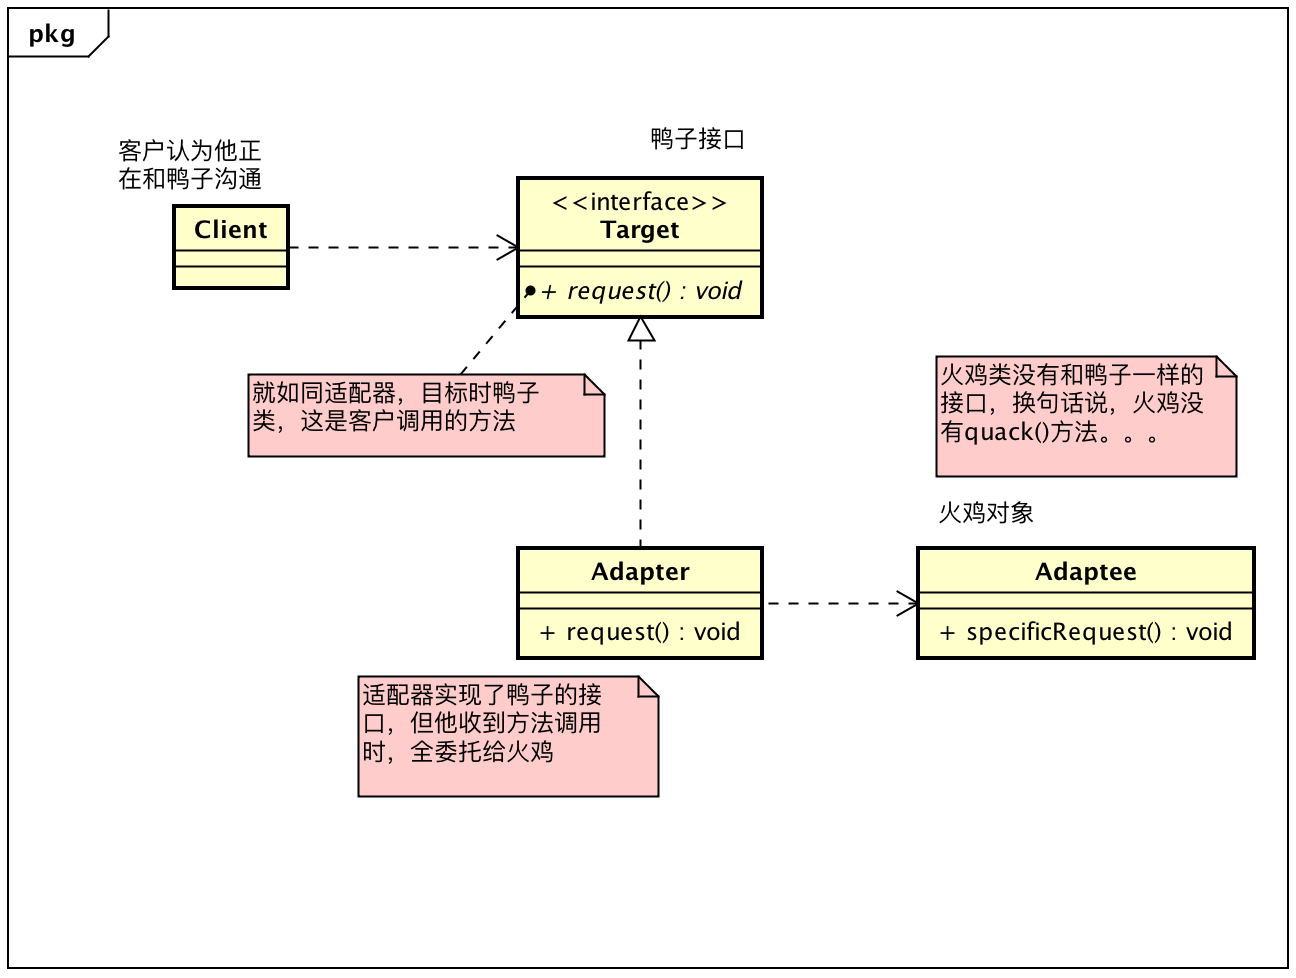 pkg
客户认为他正
在和鸭子沟通
Client
鸭子接口
<<interface>>
Target
+ request() : void
就如同适配器，目标时鸭子
类，这是客户调用的方法
火鸡类没有和鸭子一样的
接口，换句话说，火鸡没
有quack()方法。。。
火鸡对象
Adapter
+ request() : void
Adaptee
+ specificRequest() : void
适配器实现了鸭子的接
口，但他收到方法调用
时，全委托给火鸡